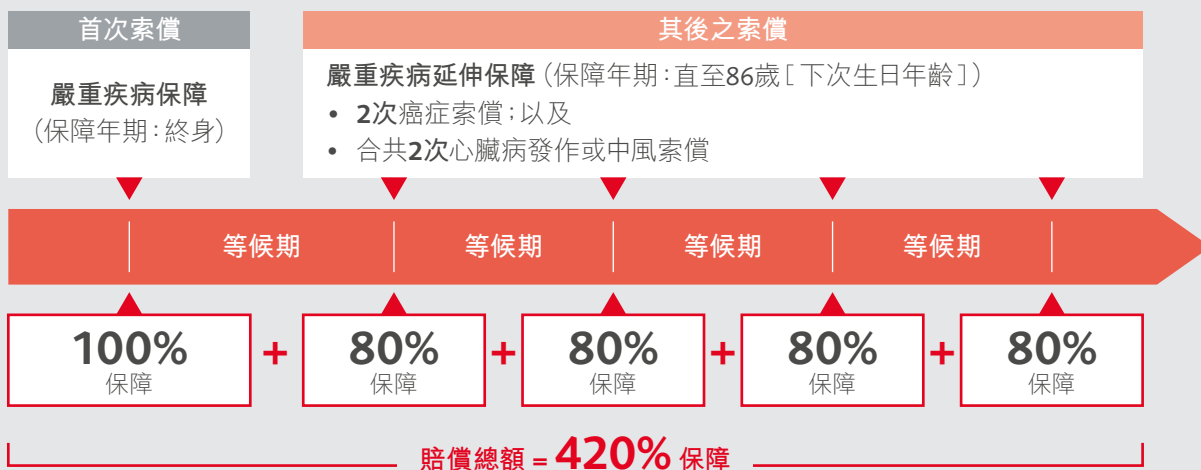 首次索償
嚴重疾病保障
(保障年期:終身)
其後之索償
嚴重疾病延伸保障(保障年期:直至86歲[下次生日年齡])
• 2次癌症索償;以及
• 合共2次心臟病發作或中風索償
等候期 等候期 等候期 等候期
100% + 80% + 80% + 80% + 80%
保障 保障 保障 保障 保障
賠償總額 = 420% 保障